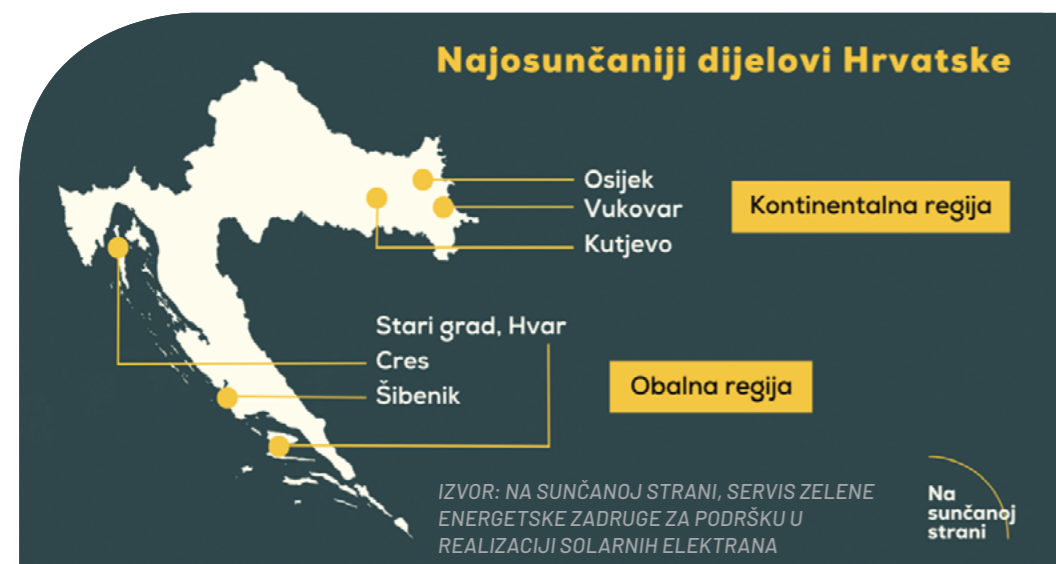 Najosunčaniji dijelovi Hrvatske
Osijek
Vukovar
Kutjevo
Kontinentalna regija
Stari grad, Hvar
Cres
Šibenik
Obalna regija
IZVOR: NA SUNČANOJ STRANI, SERVIS ZELENE
ENERGETSKE ZADRUGE ZA PODRŠKU U
REALIZACIJI SOLARNIH ELEKTRANA
Na
sunčanoj
strani